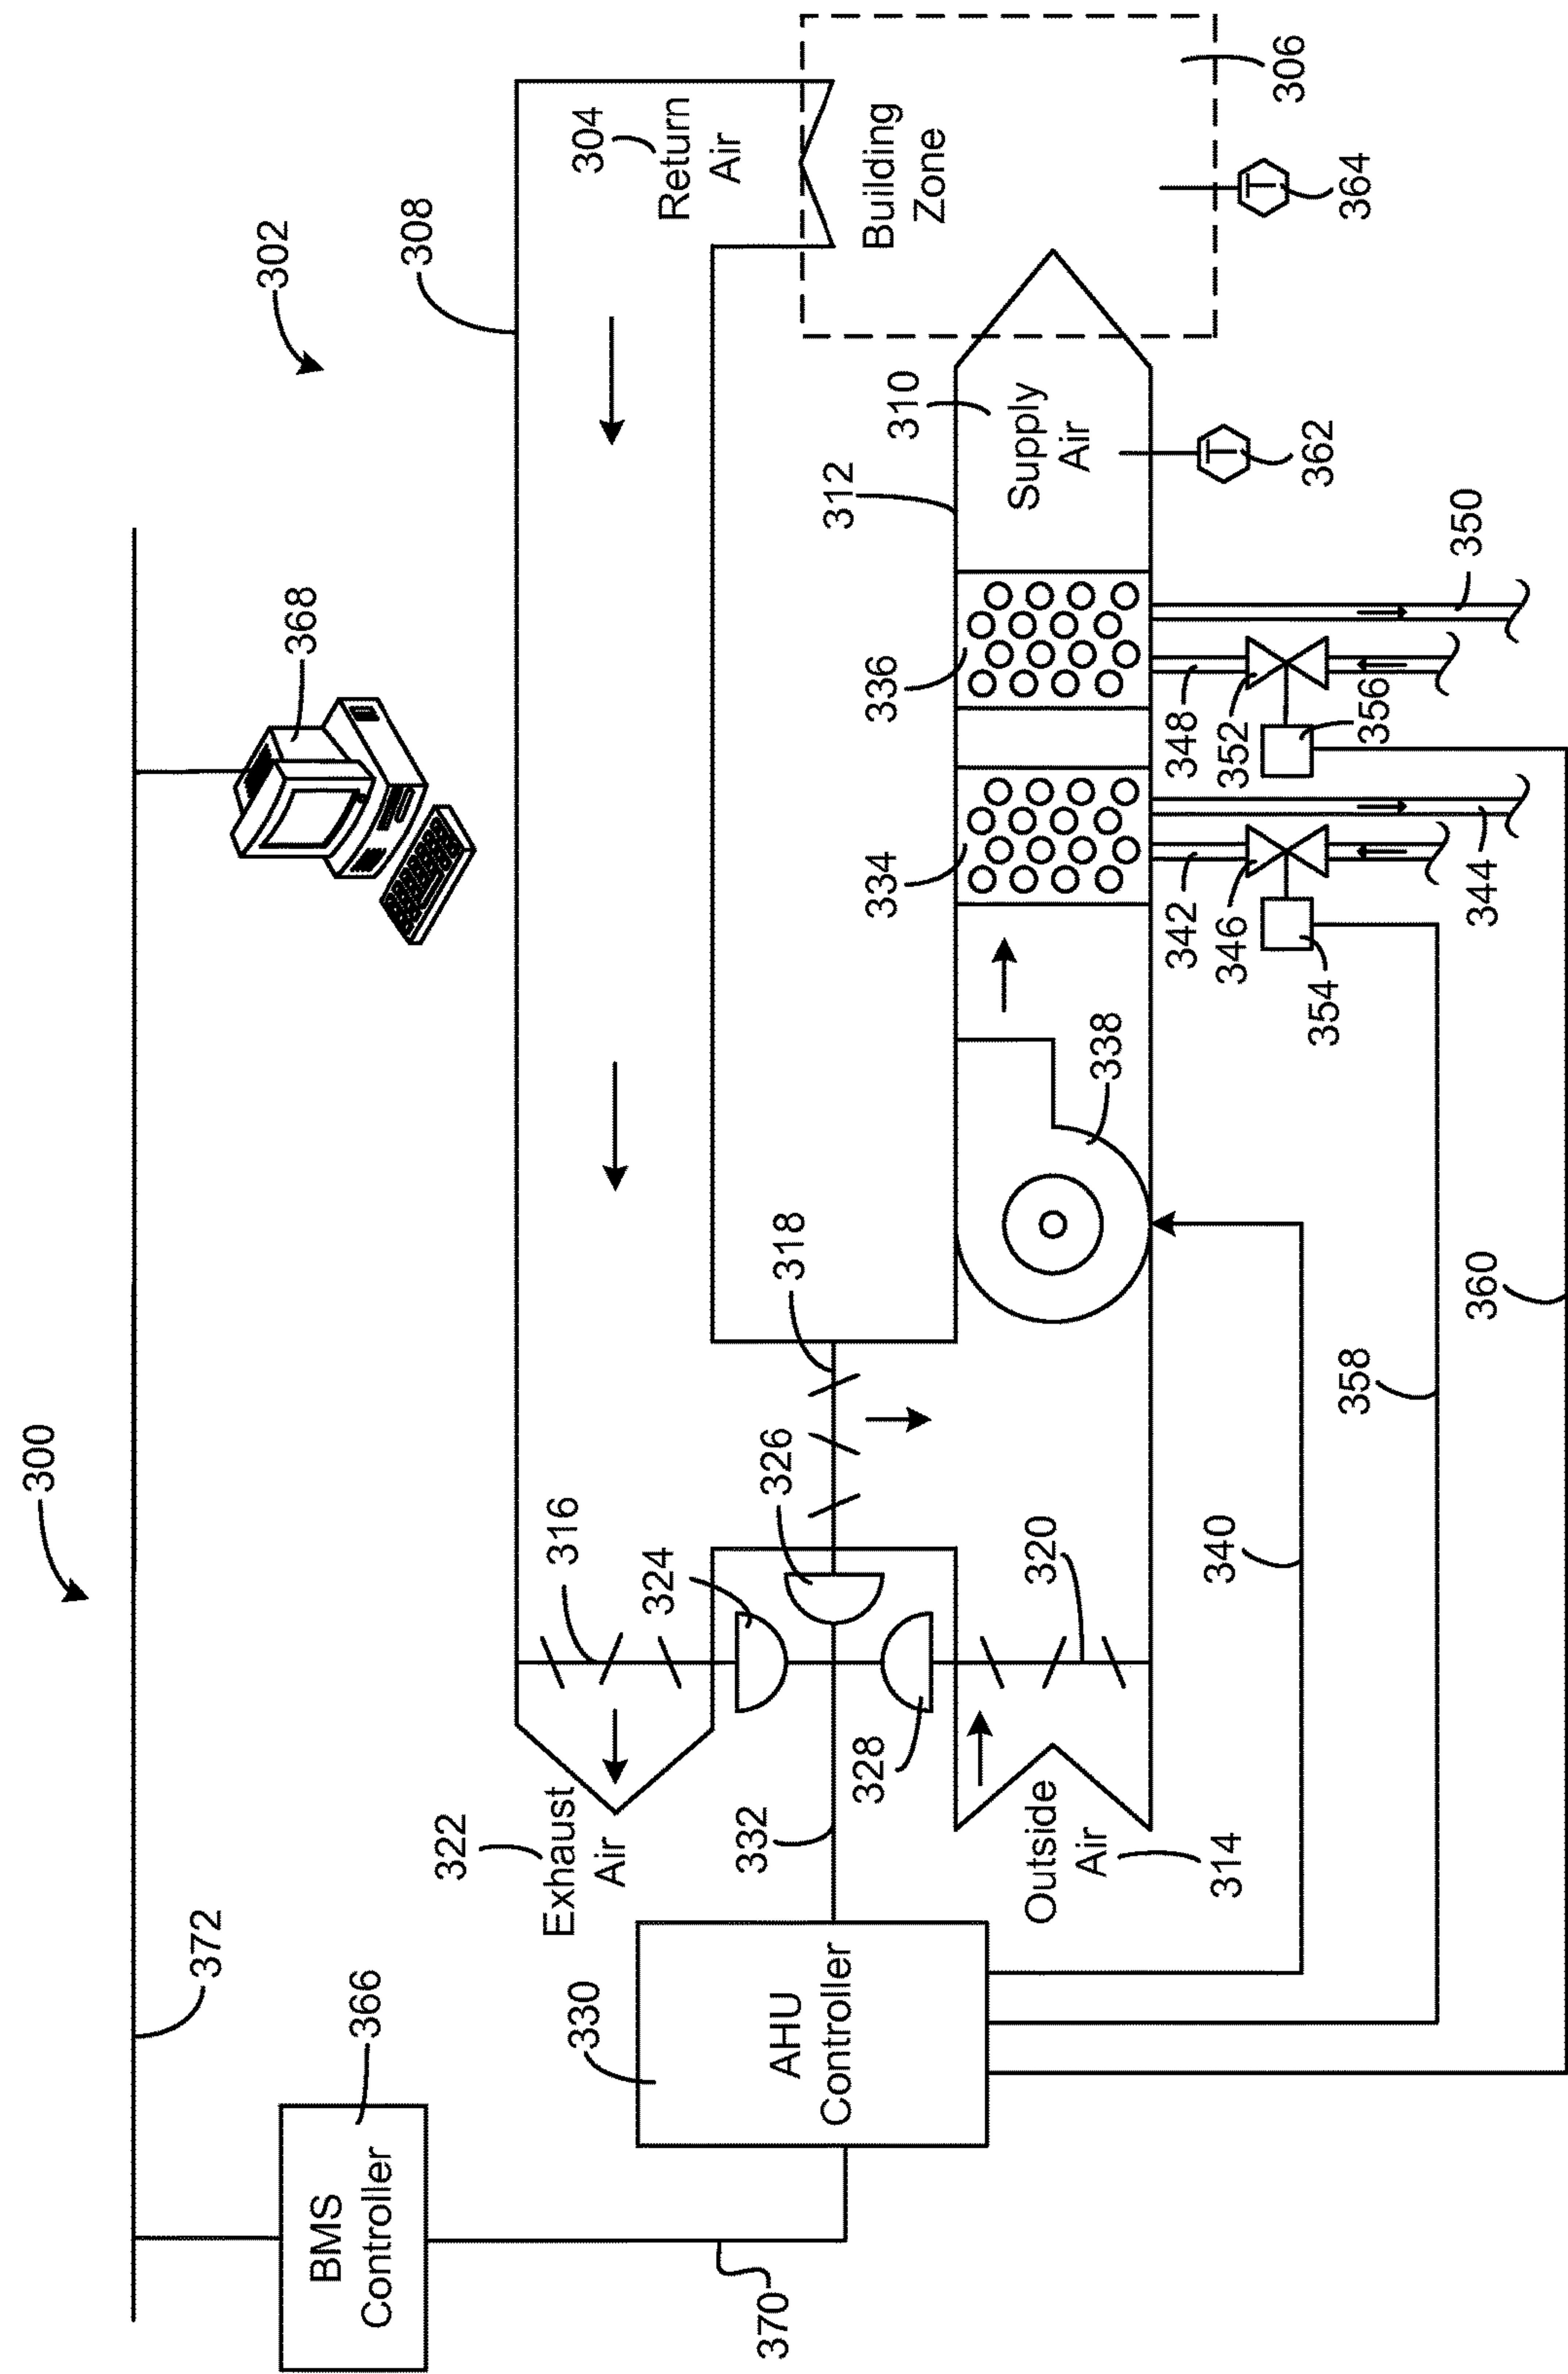 300
372
302
368
BMS
Controller
366
370
308
304
Return
Air
Building
Zone
306
364
322
Exhaust
Air
316
324
326
318
332
328
330
AHU
Controller
Outside
Air
314
320
338
312
310
Supply
Air
362
334
336
342
346
354
344
348
352
356
350
340
358
360
T
T